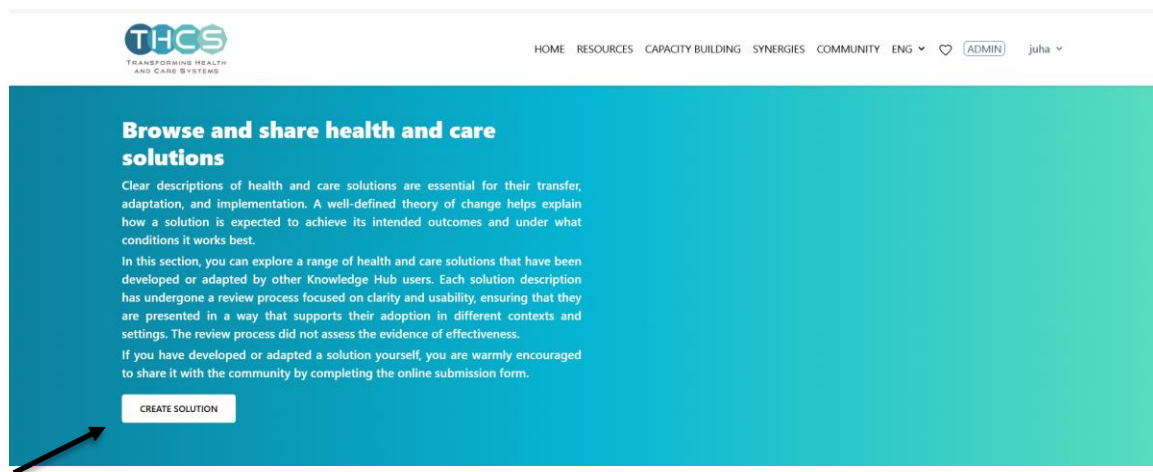 THCS
TRANSFORMING HEALTH
AND CARE SYSTEMS
HOME RESOURCES CAPACITY BUILDING SYNERGIES COMMUNITY ENG ADMIN juha
Browse and share health and care
solutions
Clear descriptions of health and care solutions are essential for their transfer,
adaptation, and implementation. A well-defined theory of change helps explain
how a solution is expected to achieve its intended outcomes and under what
conditions it works best.
In this section, you can explore a range of health and care solutions that have been
developed or adapted by other Knowledge Hub users. Each solution description
has undergone a review process focused on clarity and usability, ensuring that they
are presented in a way that supports their adoption in different contexts and
settings. The review process did not assess the evidence of effectiveness.
If you have developed or adapted a solution yourself, you are warmly encouraged
to share it with the community by completing the online submission form.
CREATE SOLUTION